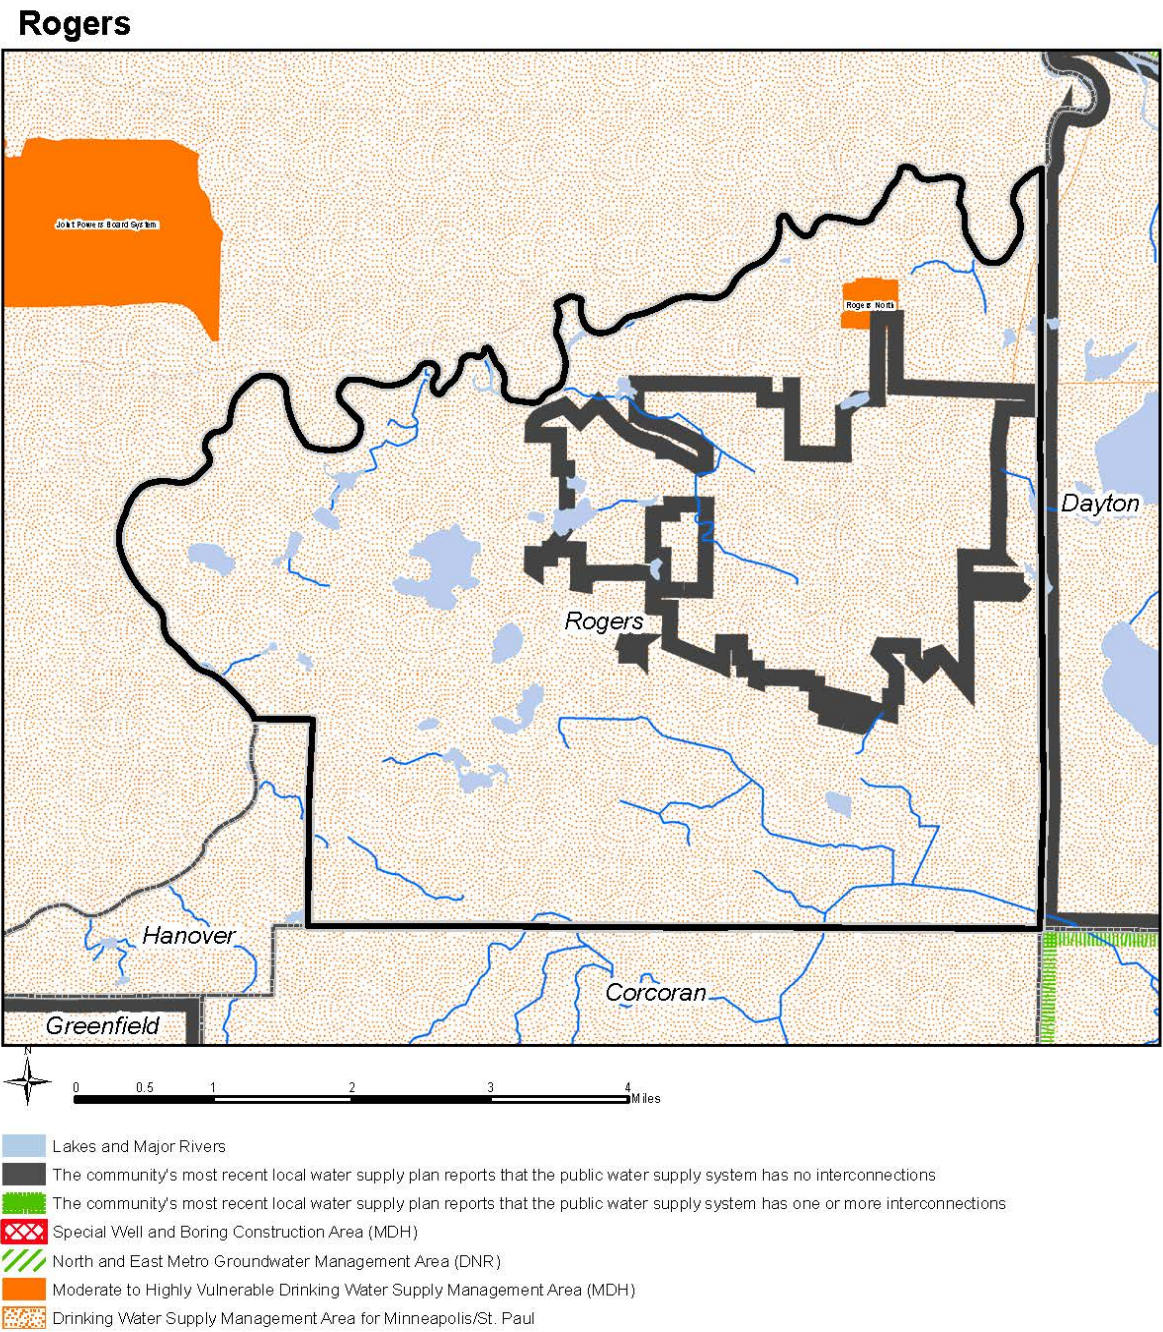 Rogers
Joint Powers Board System
Rogers North
Dayton
Rogers
Hanover
Corcoran
Greenfield
N
0 0.5 1 2 3 4
Miles
Lakes and Major Rivers
The community's most recent local water supply plan reports that the public water supply system has no interconnections
The community's most recent local water supply plan reports that the public water supply system has one or more interconnections
Special Well and Boring Construction Area (MDH)
North and East Metro Groundwater Management Area (DNR)
Moderate to Highly Vulnerable Drinking Water Supply Management Area (MDH)
Drinking Water Supply Management Area for Minneapolis/St. Paul